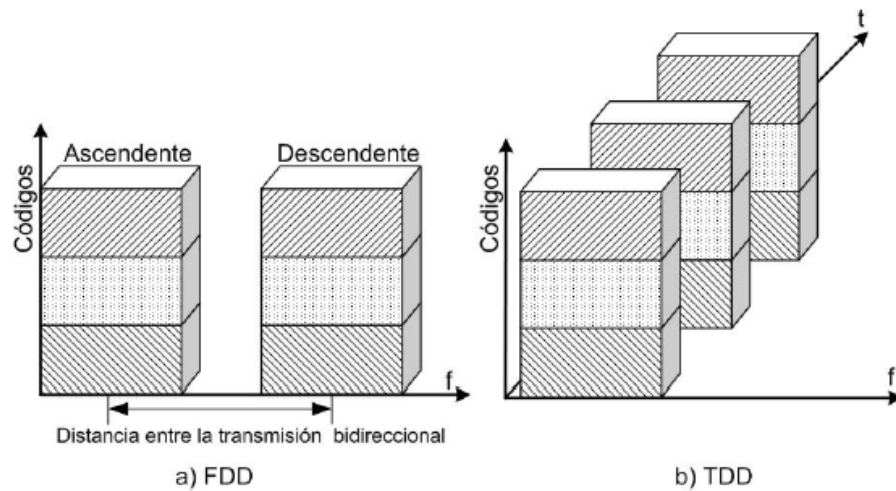 t
Ascendente
Descendente
Códigos
Códigos
f
f
Distancia entre la transmisión bidireccional
a) FDD
b) TDD